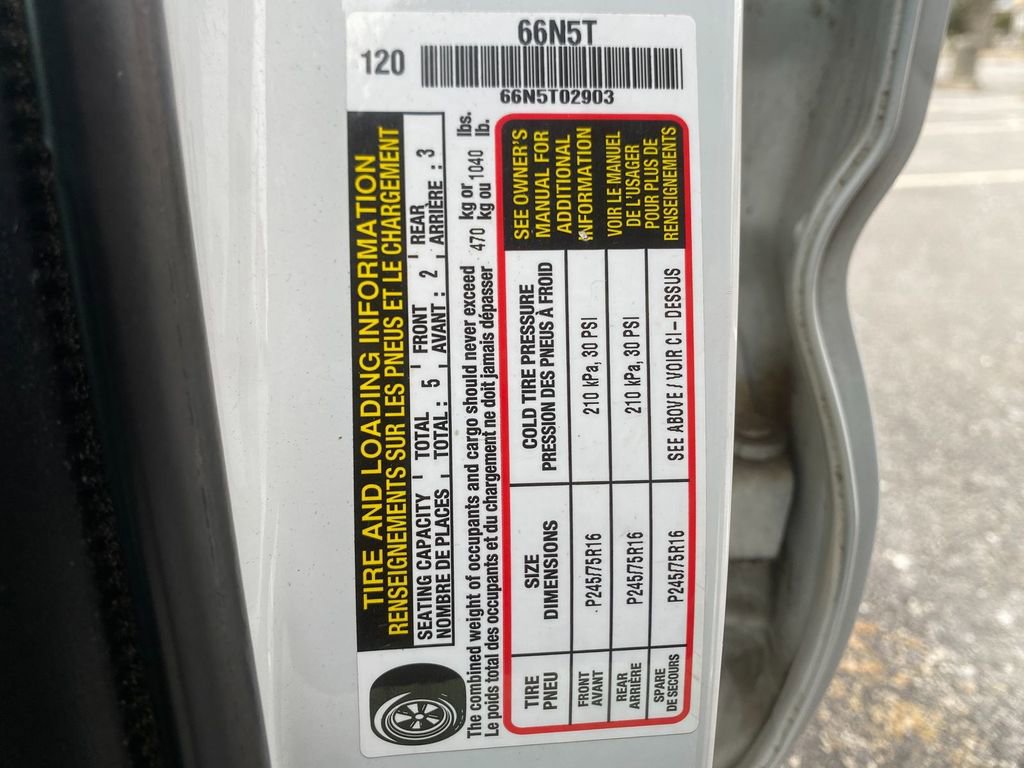 66N5T
120
66N5T02903
TIRE AND LOADING INFORMATION
RENSEIGNEMENTS SUR LES PNEUS ET LE CHARGEMENT
SEATING CAPACITY TOTAL FRONT REAR
NOMBRE DE PLACES TOTAL : 5 AVANT : 2 ARRIÈRE : 3
The combined weight of occupants and cargo should never exceed 470 kg or 1040 lbs.
Le poids total des occupants et du chargement ne doit jamais dépasser kg ou lb.
TIRE SIZE COLD TIRE PRESSURE
PNEU DIMENSIONS PRESSION DES PNEUS À FROID
FRONT
AVANT P245/75R16 210 kPa, 30 PSI
REAR
ARRIÈRE P245/75R16 210 kPa, 30 PSI
SPARE
DE SECOURS P245/75R16 SEE ABOVE / VOIR CI-DESSUS
SEE OWNER'S
MANUAL FOR
ADDITIONAL
INFORMATION
VOIR LE MANUEL
DE L'USAGER
POUR PLUS DE
RENSEIGNEMENTS